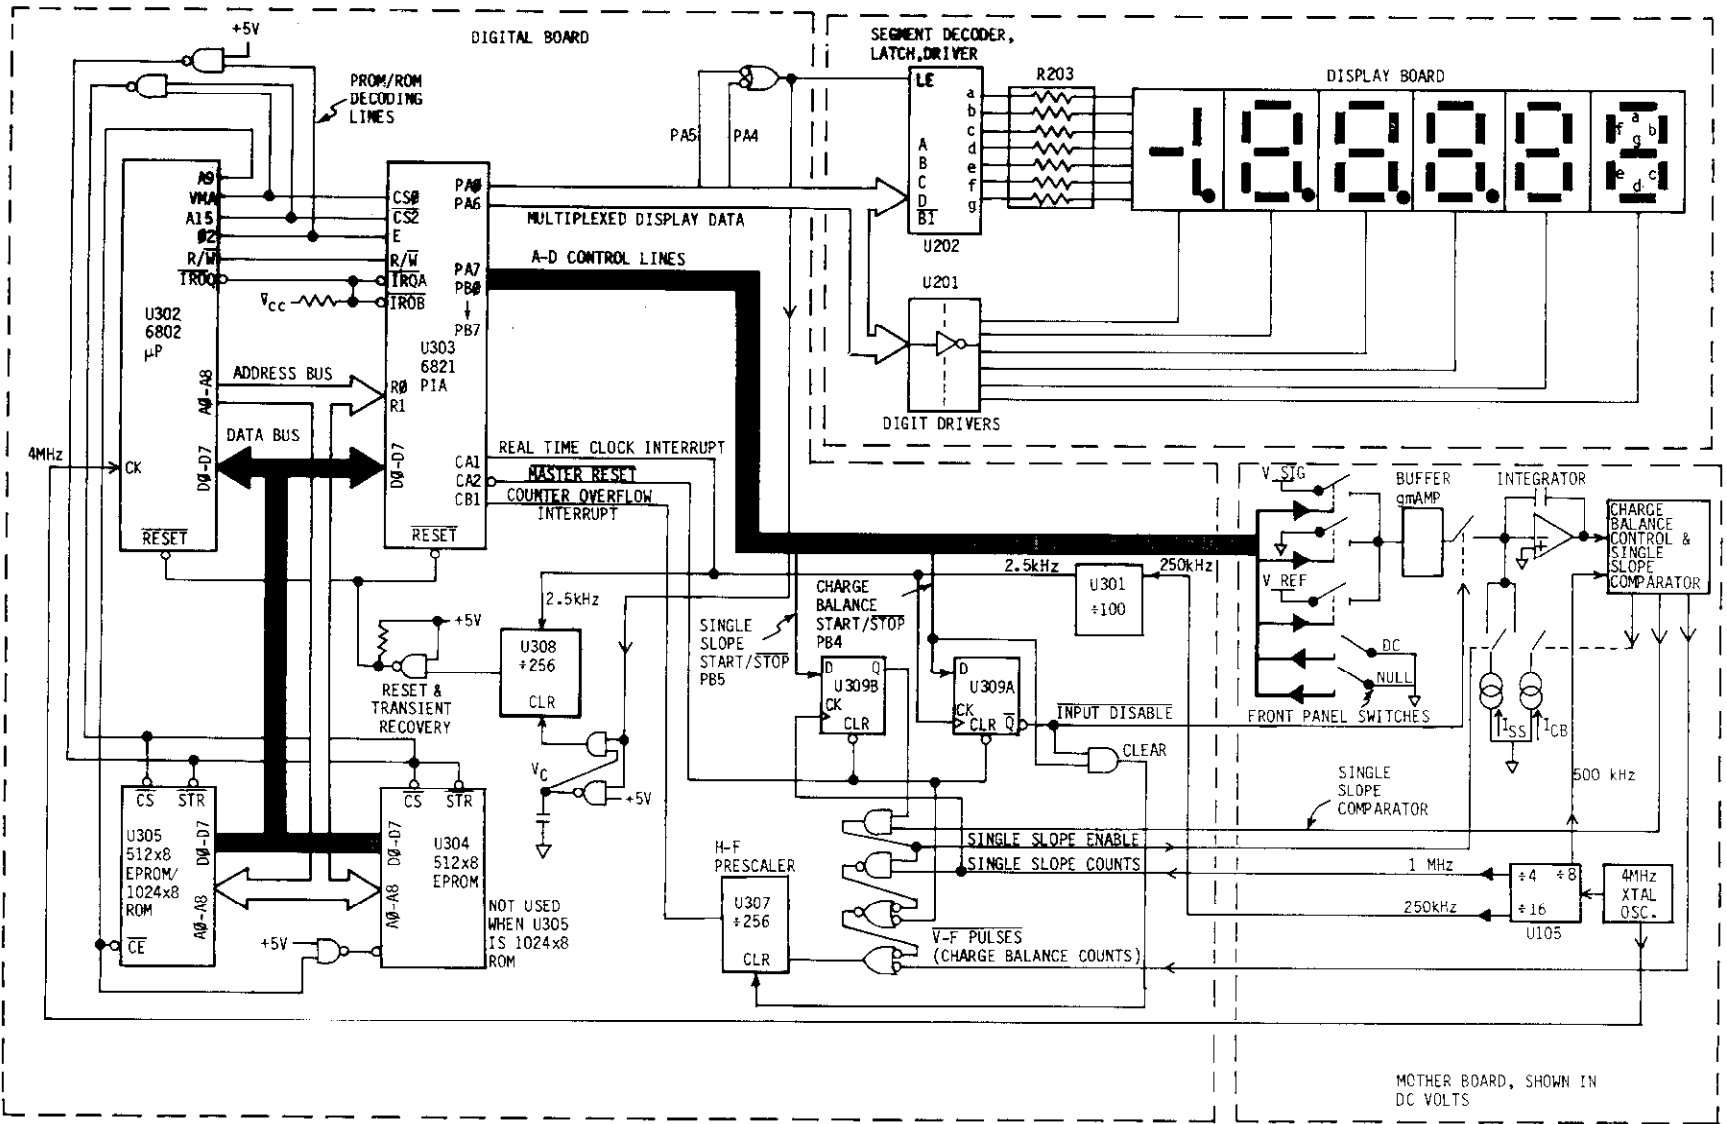 DIGITAL BOARD
+5V
PROM/ROM
DECODING
LINES
A9
VMA
A15
Ø2
R/W
IRQQ
U302
6802
µP
AØ-A8
DØ-D7
CK
RESET
4MHz
VCC
CSØ
CS2
E
R/W
IRQA
IROB
PAØ
PA6
PA7
PBØ
PB7
U303
6821
PIA
RØ
R1
DØ-D7
CA1
CA2
CB1
RESET
ADDRESS BUS
DATA BUS
PA5
PA4
MULTIPLEXED DISPLAY DATA
A-D CONTROL LINES
REAL TIME CLOCK INTERRUPT
MASTER RESET
COUNTER OVERFLOW
INTERRUPT
SEGMENT DECODER,
LATCH,DRIVER
LE
A
B
C
D
B1
a
b
c
d
e
f
g
U202
R203
DISPLAY BOARD
a
f
b
g
e
c
d
U201
DIGIT DRIVERS
2.5kHz
250kHz
U301
÷100
2.5kHz
U308
÷256
CLR
+5V
RESET &
TRANSIENT
RECOVERY
VC
+5V
SINGLE
SLOPE
START/STOP
PB5
CHARGE
BALANCE
START/STOP
PB4
D
Q
U309B
CK
CLR
D
U309A
CK
CLR
Q
INPUT DISABLE
CLEAR
CS
STR
U305
512x8
EPROM/
1024x8
ROM
DØ-D7
AØ-A8
CE
CS
STR
U304
512x8
EPROM
DØ-D7
AØ-A8
NOT USED
WHEN U305
IS 1024x8
ROM
+5V
H-F
PRESCALER
U307
÷256
CLR
SINGLE SLOPE ENABLE
SINGLE SLOPE COUNTS
V-F PULSES
(CHARGE BALANCE COUNTS)
SINGLE
SLOPE
COMPARATOR
1 MHz
250kHz
500 kHz
÷4
÷8
÷16
U105
4MHz
XTAL
OSC.
V SIG
V REF
BUFFER
gmAMP
INTEGRATOR
CHARGE
BALANCE
CONTROL &
SINGLE
SLOPE
COMPARATOR
DC
NULL
FRONT PANEL SWITCHES
ISS
ICB
MOTHER BOARD, SHOWN IN
DC VOLTS